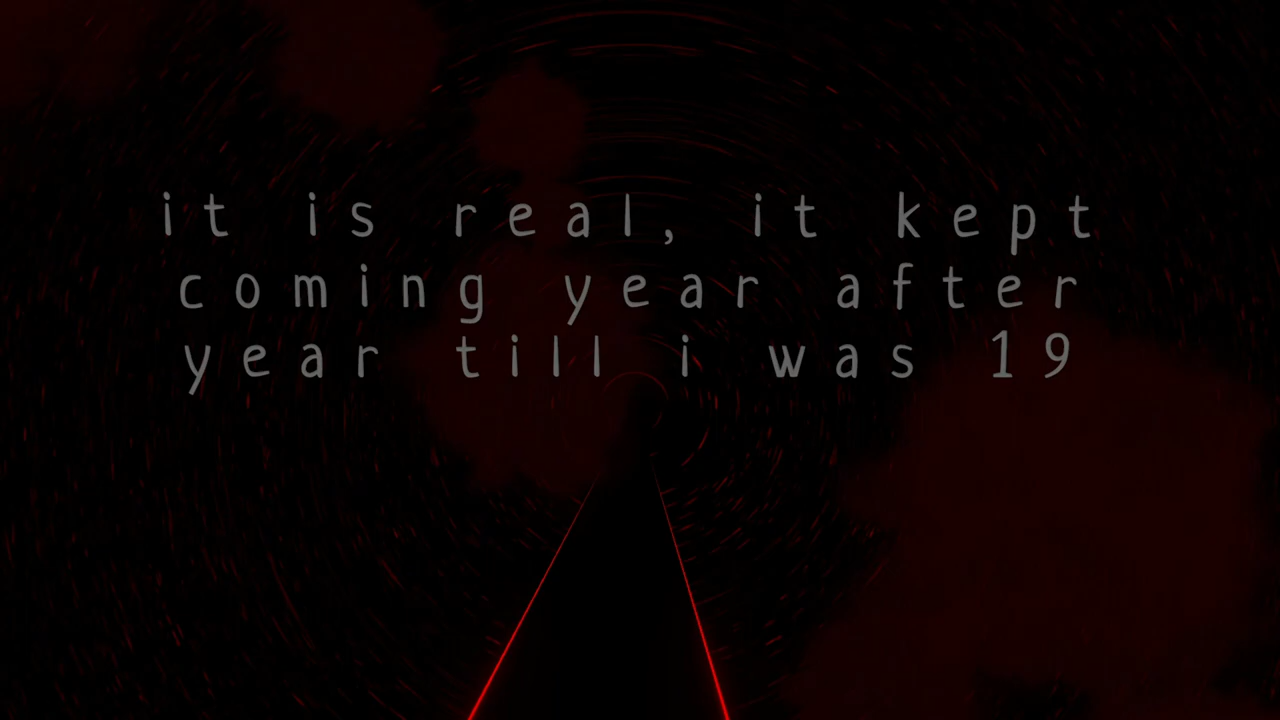 it is real, it kept
coming year after
year till i was 19